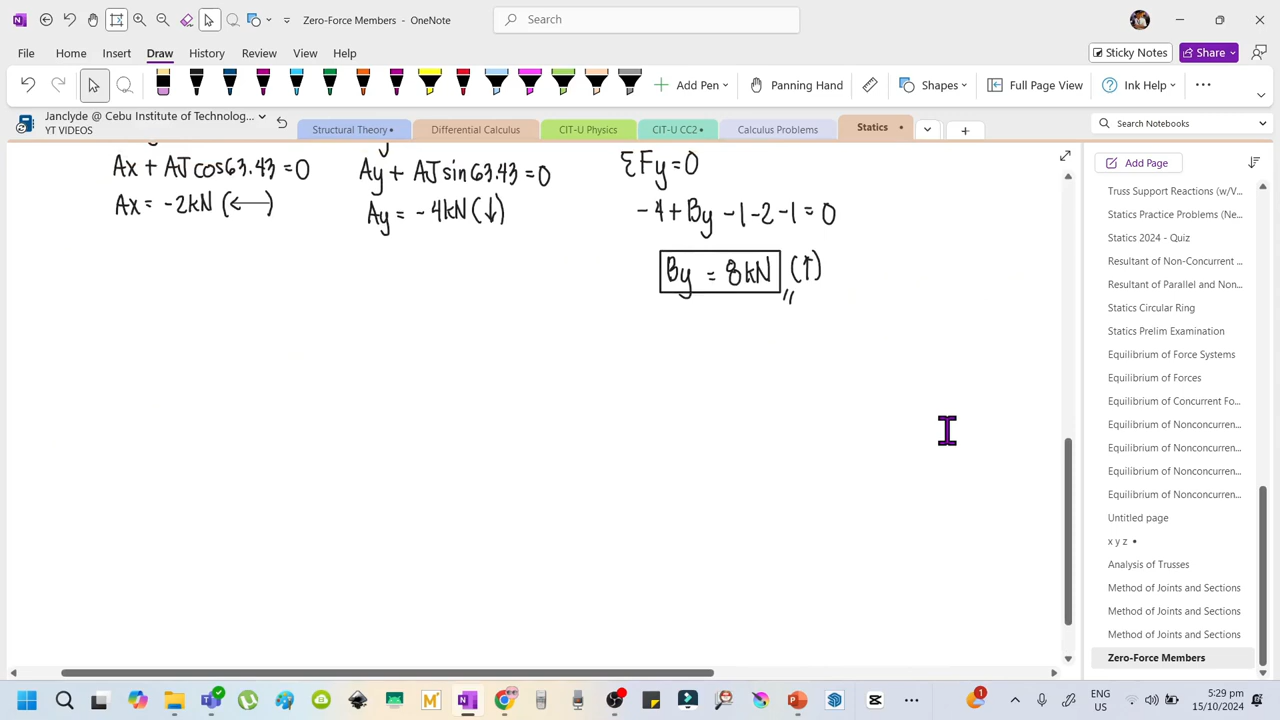 Zero-Force Members - OneNote
Search
File Home Insert Draw History Review View Help
Sticky Notes
Share
Add Pen
Panning Hand
Shapes
Full Page View
Ink Help
Janclyde @ Cebu Institute of Technolog...
YT VIDEOS
Structural Theory
Differential Calculus
CIT-U Physics
CIT-U CC2
Calculus Problems
Statics
Search Notebooks
Ax + AJ cos63.43 = 0
Ax = -2kN (←)
Ay + AJ sin63.43 = 0
Ay = -4kN (↓)
ΣFy = 0
-4 + By -1 -2 -1 = 0
By = 8kN (↑)
Add Page
Truss Support Reactions (w/V...
Statics Practice Problems (Ne...
Statics 2024 - Quiz
Resultant of Non-Concurrent ...
Resultant of Parallel and Non...
Statics Circular Ring
Statics Prelim Examination
Equilibrium of Force Systems
Equilibrium of Forces
Equilibrium of Concurrent Fo...
Equilibrium of Nonconcurren...
Equilibrium of Nonconcurren...
Equilibrium of Nonconcurren...
Equilibrium of Nonconcurren...
Untitled page
x y z
Analysis of Trusses
Method of Joints and Sections
Method of Joints and Sections
Method of Joints and Sections
Zero-Force Members
ENG
PH
5:29 pm
15/10/2024